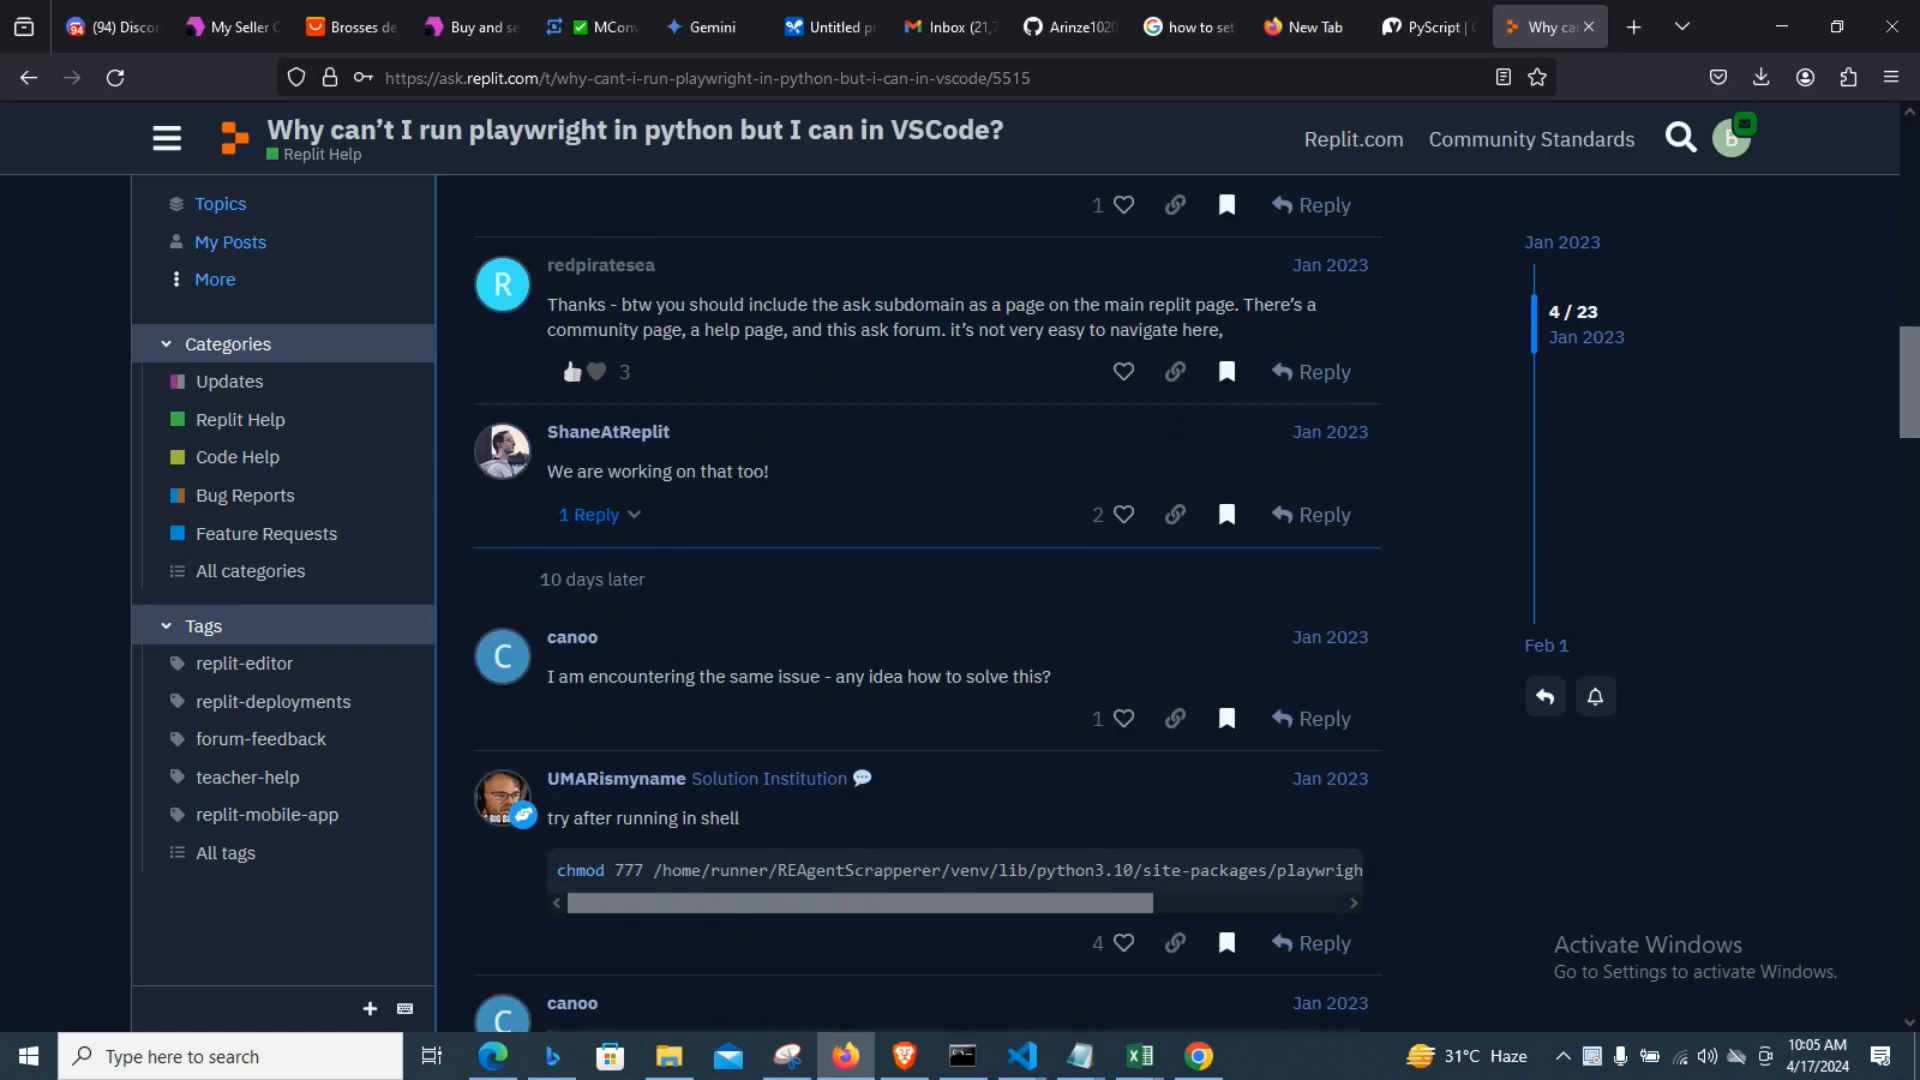 (94) Discor
My Seller C
Brosses de
Buy and se
MConv
Gemini
Untitled pr
Inbox (21,7
Arinze1020
how to set
New Tab
PyScript | C
Why ca
https://ask.replit.com/t/why-cant-i-run-playwright-in-python-but-i-can-in-vscode/5515
Why can’t I run playwright in python but I can in VSCode?
Replit Help
Replit.com
Community Standards
B
Topics
My Posts
More
Categories
Updates
Replit Help
Code Help
Bug Reports
Feature Requests
All categories
Tags
replit-editor
replit-deployments
forum-feedback
teacher-help
replit-mobile-app
All tags
1
Reply
R
redpiratesea
Jan 2023
Thanks - btw you should include the ask subdomain as a page on the main replit page. There’s a
community page, a help page, and this ask forum. it’s not very easy to navigate here,
3
Reply
ShaneAtReplit
Jan 2023
We are working on that too!
1 Reply
2
Reply
10 days later
C
canoo
Jan 2023
I am encountering the same issue - any idea how to solve this?
1
Reply
UMARismyname Solution Institution
Jan 2023
try after running in shell
chmod 777 /home/runner/REAgentScrapperer/venv/lib/python3.10/site-packages/playwrigh
4
Reply
C
canoo
Jan 2023
Jan 2023
4 / 23
Jan 2023
Feb 1
Activate Windows
Go to Settings to activate Windows.
Type here to search
31°C Haze
10:05 AM
4/17/2024